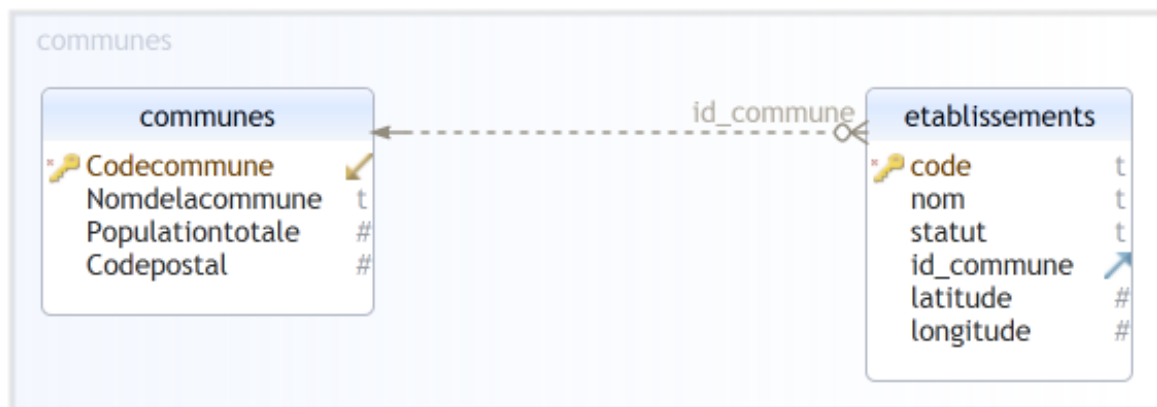 communes
communes
Codecommune
Nomdelacommune t
Populationtotale #
Codepostal #
id_commune
etablissements
code t
nom t
statut t
id_commune
latitude #
longitude #